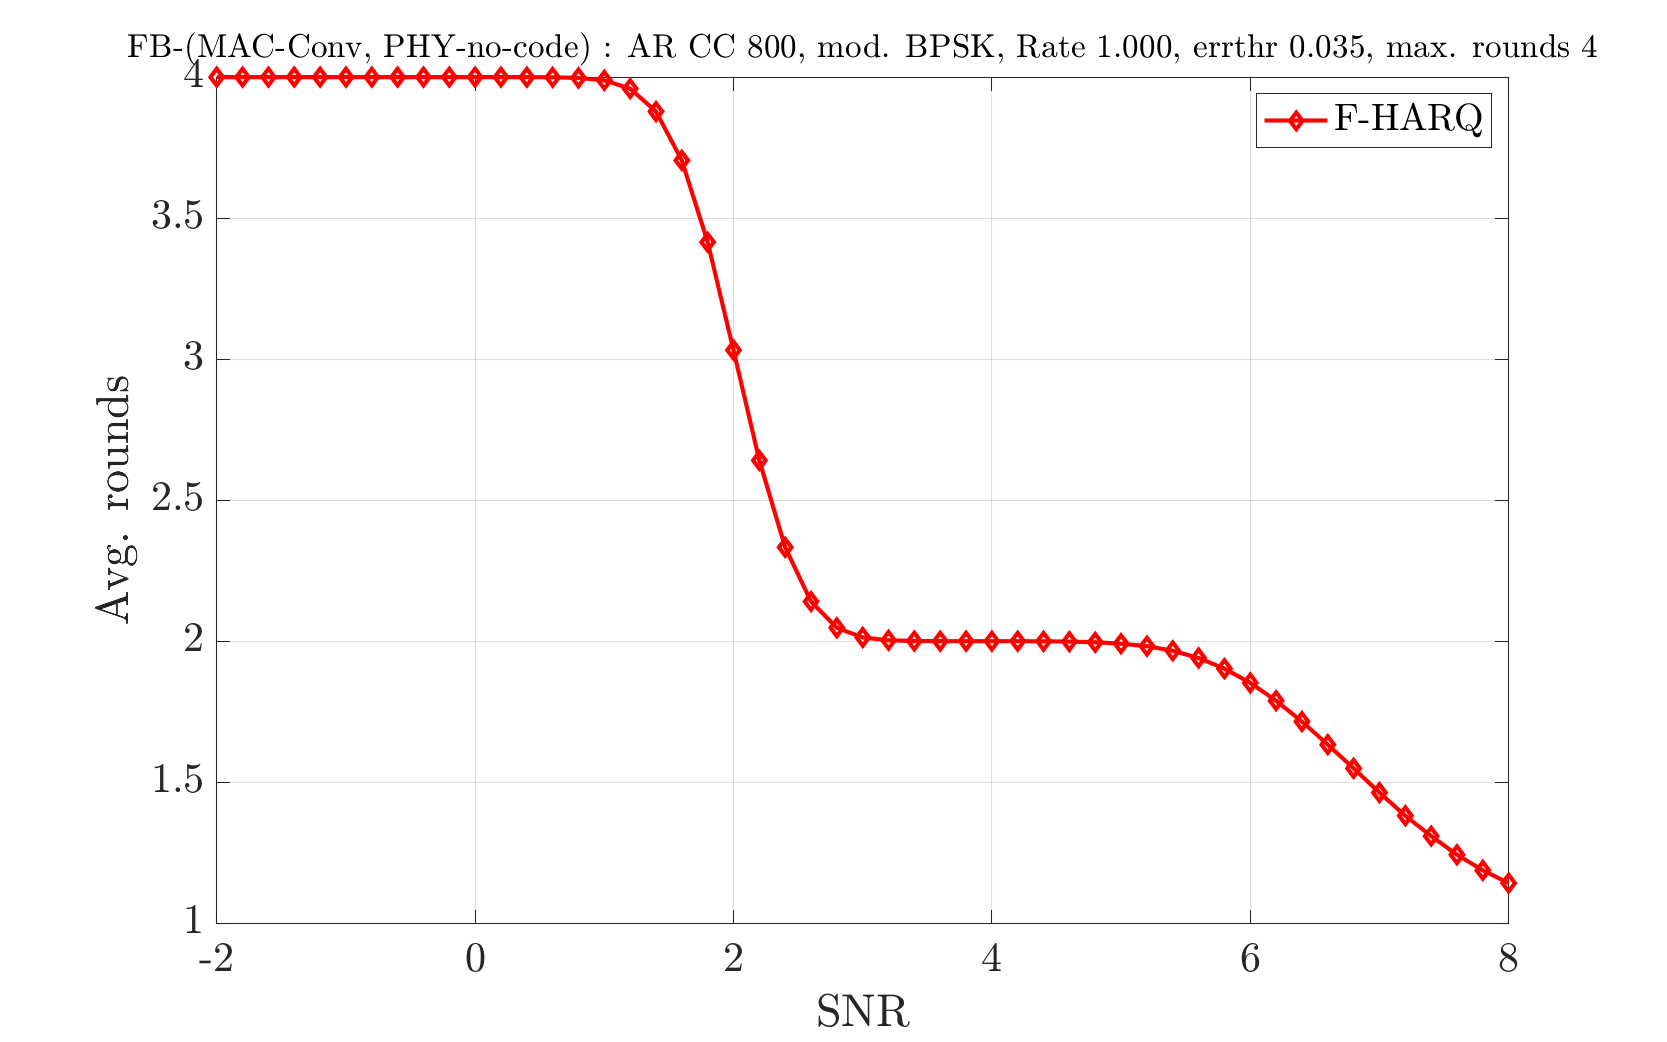 FB-(MAC-Conv, PHY-no-code) : AR CC 800, mod. BPSK, Rate 1.000, errthr 0.035, max. rounds 4
F-HARQ
4
3.5
3
2.5
2
1.5
1
Avg. rounds
-2 0 2 4 6 8
SNR